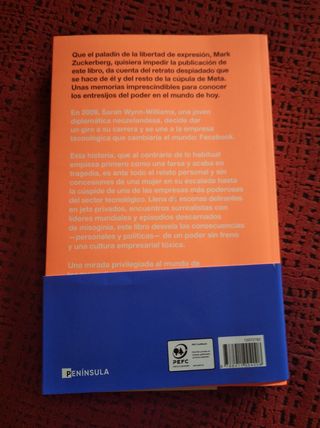 Que el paladín de la libertad de expresión, Mark
Zuckerberg, quisiera impedir la publicación de
este libro, da cuenta del retrato despiadado que
se hace de él y del resto de la cúpula de Meta.
Unas memorias imprescindibles para conocer
los entresijos del poder en el mundo de hoy.
En 2009, Sarah Wynn-Williams, una joven
diplomática neozelandesa, decide dar
un giro a su carrera y se une a la empresa
tecnológica que cambiaría el mundo: Facebook.
Esta historia, que al contrario de lo habitual
empieza primero como una farsa y acaba en
tragedia, es ante todo el relato personal y sin
concesiones de una mujer en su escalada hasta
la cúspide de una de las empresas más poderosas
del sector tecnológico. Llena de escenas delirantes
en jets privados, encuentros surrealistas con
líderes mundiales y episodios descarnados
de misoginia, este libro desvela las consecuencias
—personales y políticas— de un poder sin freno
y una cultura empresarial tóxica.
Una mirada privilegiada al mundo de
PEFC
PENÍNSULA